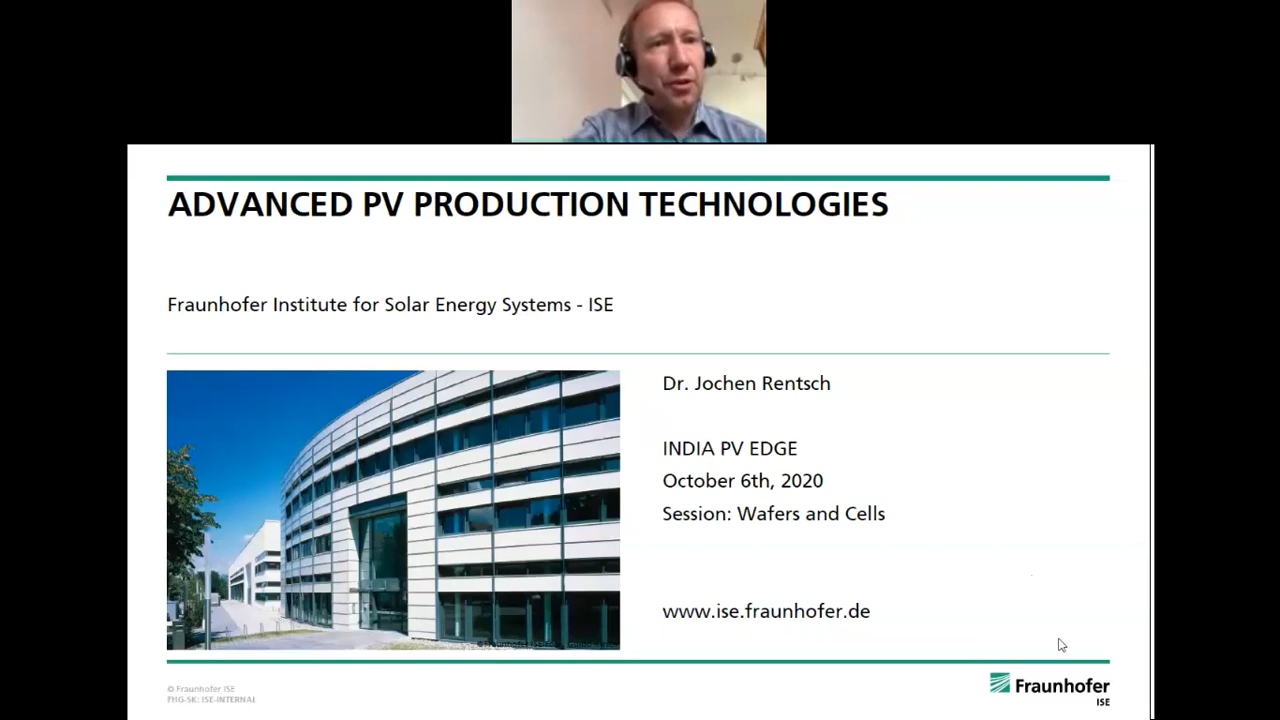 ADVANCED PV PRODUCTION TECHNOLOGIES
Fraunhofer Institute for Solar Energy Systems - ISE
Dr. Jochen Rentsch
INDIA PV EDGE
October 6th, 2020
Session: Wafers and Cells
www.ise.fraunhofer.de
© Fraunhofer ISE
FHG-SK: ISE-INTERNAL
Fraunhofer
ISE